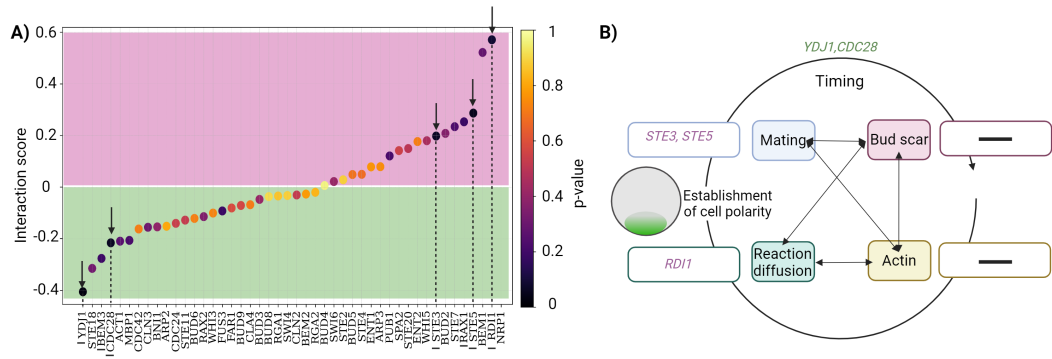 A)
Interaction score
0.6
0.4
0.2
0
-0.2
-0.4
YDJ1
STE18
BEM3
CDC28
ACT1
MBP1
CDC42
CLN3
BNI1
ARP2
CDC24
STE11
BUD6
RAX2
WHI3
FUS3
FAR1
BUD9
CLA4
BUD3
BUD8
RGA1
SWI4
CLN2
BEM2
RGA2
BUD4
SWI6
STE2
BUD5
STE4
ENT1
ARP3
PUB1
SPA2
STE20
ENT2
WHI5
STE3
BUD2
STE7
RAX1
STE5
BEM1
RDI1
NRP1
1
0.8
0.6
0.4
0.2
0
p-value
B)
YDJ1,CDC28
Timing
STE3, STE5
Mating
Bud scar
Establishment
of cell polarity
RDI1
Reaction
diffusion
Actin